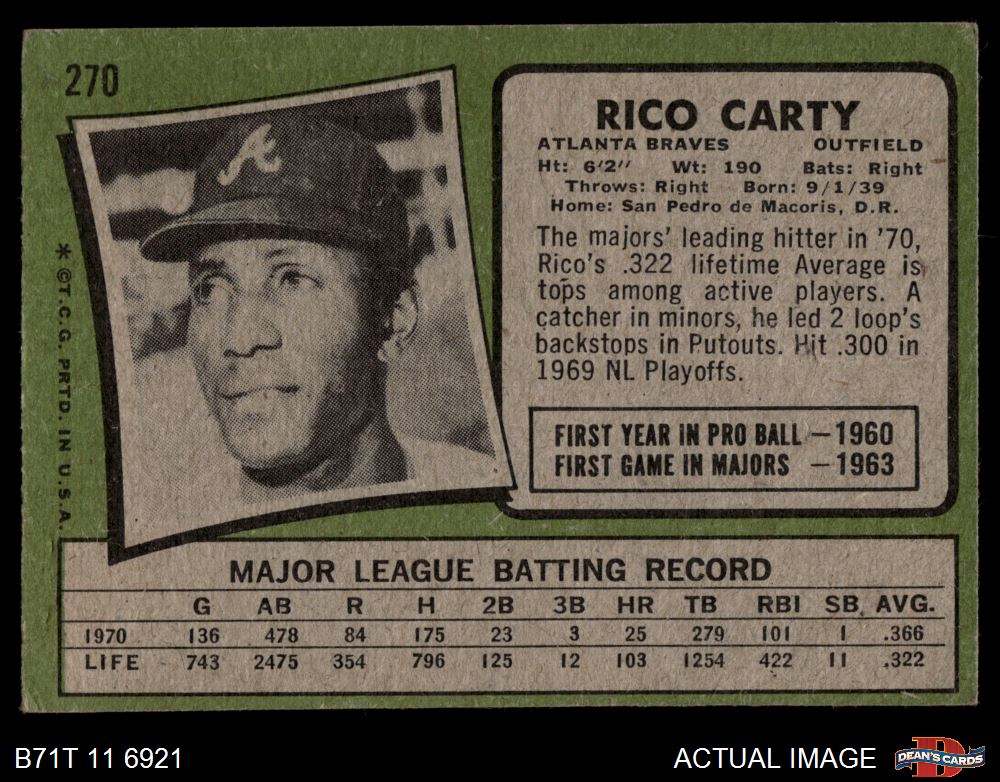 270
A
RICO CARTY
ATLANTA BRAVES OUTFIELD
Ht: 6'2'' Wt: 190 Bats: Right
Throws: Right Born: 9/1/39
Home: San Pedro de Macoris, D.R.
The majors' leading hitter in '70,
Rico's .322 lifetime Average is
tops among active players. A
catcher in minors, he led 2 loop's
backstops in Putouts. Hit .300 in
1969 NL Playoffs.
FIRST YEAR IN PRO BALL – 1960
FIRST GAME IN MAJORS – 1963
* ©T.C.G. PRTD. IN U.S.A.
MAJOR LEAGUE BATTING RECORD
G AB R H 2B 3B HR TB RBI SB. AVG.
1970 136 478 84 175 23 3 25 279 101 1 .366
LIFE 743 2475 354 796 125 12 103 1254 422 11 .322
B71T 11 6921 ACTUAL IMAGE D DEAN'S CARDS